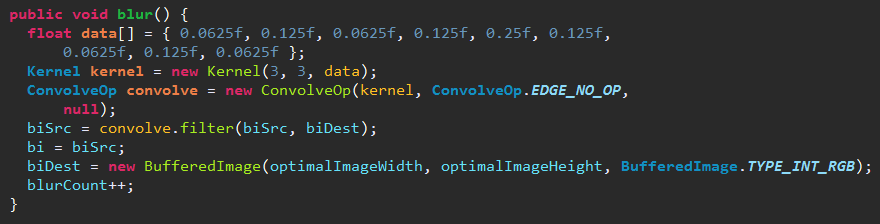 public void blur() {
  float data[] = { 0.0625f, 0.125f, 0.0625f, 0.125f, 0.25f, 0.125f,
      0.0625f, 0.125f, 0.0625f };
  Kernel kernel = new Kernel(3, 3, data);
  ConvolveOp convolve = new ConvolveOp(kernel, ConvolveOp.EDGE_NO_OP,
      null);
  biSrc = convolve.filter(biSrc, biDest);
  bi = biSrc;
  biDest = new BufferedImage(optimalImageWidth, optimalImageHeight, BufferedImage.TYPE_INT_RGB);
  blurCount++;
}